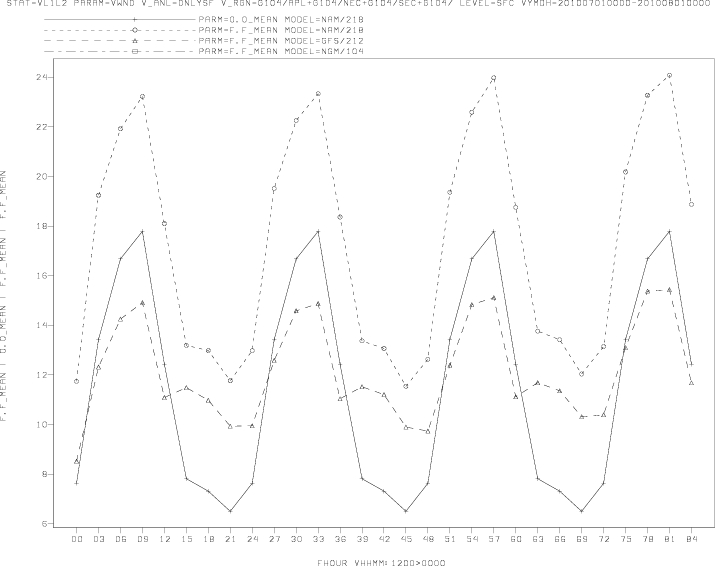 STAT=VL1L2 PARAM=VWND V_ANL=ONLYSF V_RGN=G104/APL+G104/NEC+G104/SEC+G104/ LEVEL=SFC VYMDH=201007010000-201008010000
PARM=O.O_MEAN MODEL=NAM/218
PARM=F.F_MEAN MODEL=NAM/218
PARM=F.F_MEAN MODEL=GFS/212
PARM=F.F_MEAN MODEL=NGM/104
24
22
20
18
16
14
12
10
8
6
F.F_MEAN | O.O_MEAN | F.F_MEAN | F.F_MEAN
00 03 06 09 12 15 18 21 24 27 30 33 36 39 42 45 48 51 54 57 60 63 66 69 72 75 78 81 84
FHOUR VHHMM:1200>0000